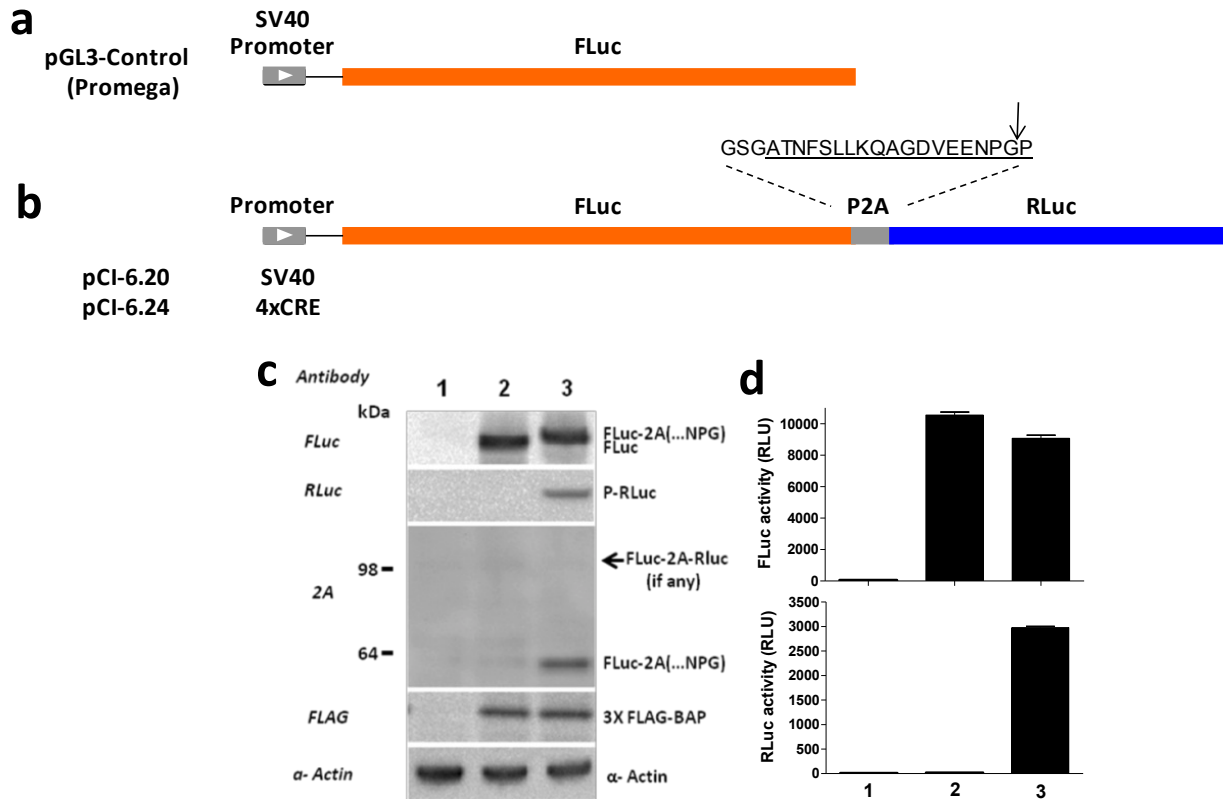 a
pGL3-Control
(Promega)
SV40
Promoter
FLuc
GSGATNFSLLKQAGDVEENPGP
b
Promoter
FLuc
P2A
RLuc
pCI-6.20 SV40
pCI-6.24 4xCRE
c
Antibody
1 2 3
kDa
FLuc
FLuc-2A(...NPG)
FLuc
RLuc
P-RLuc
98
2A
64
FLuc-2A-Rluc
(if any)
FLuc-2A(...NPG)
FLAG
3X FLAG-BAP
α- Actin
α- Actin
d
FLuc activity (RLU)
10000
8000
6000
4000
2000
0
RLuc activity (RLU)
3500
3000
2500
2000
1500
1000
500
0
1 2 3